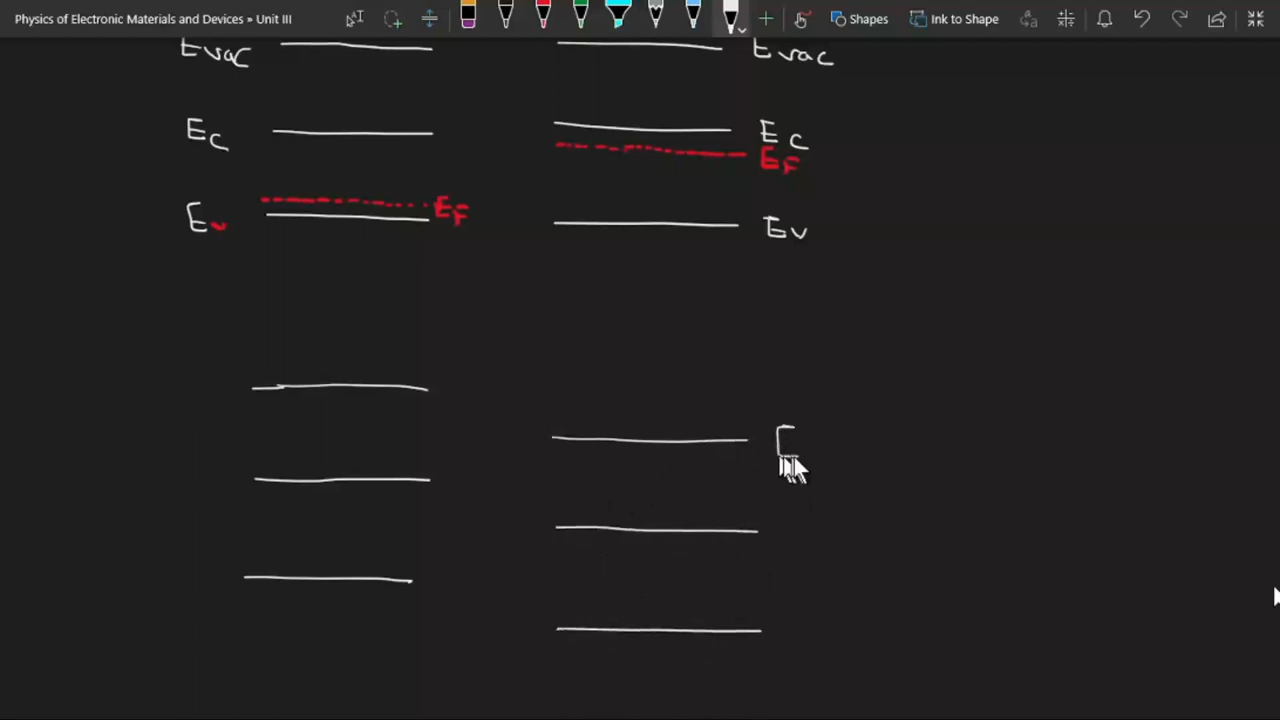 Physics of Electronic Materials and Devices » Unit III
Shapes
Ink to Shape
Evac
Evac
Ec
Ec
EF
Ev
EF
Ev
E